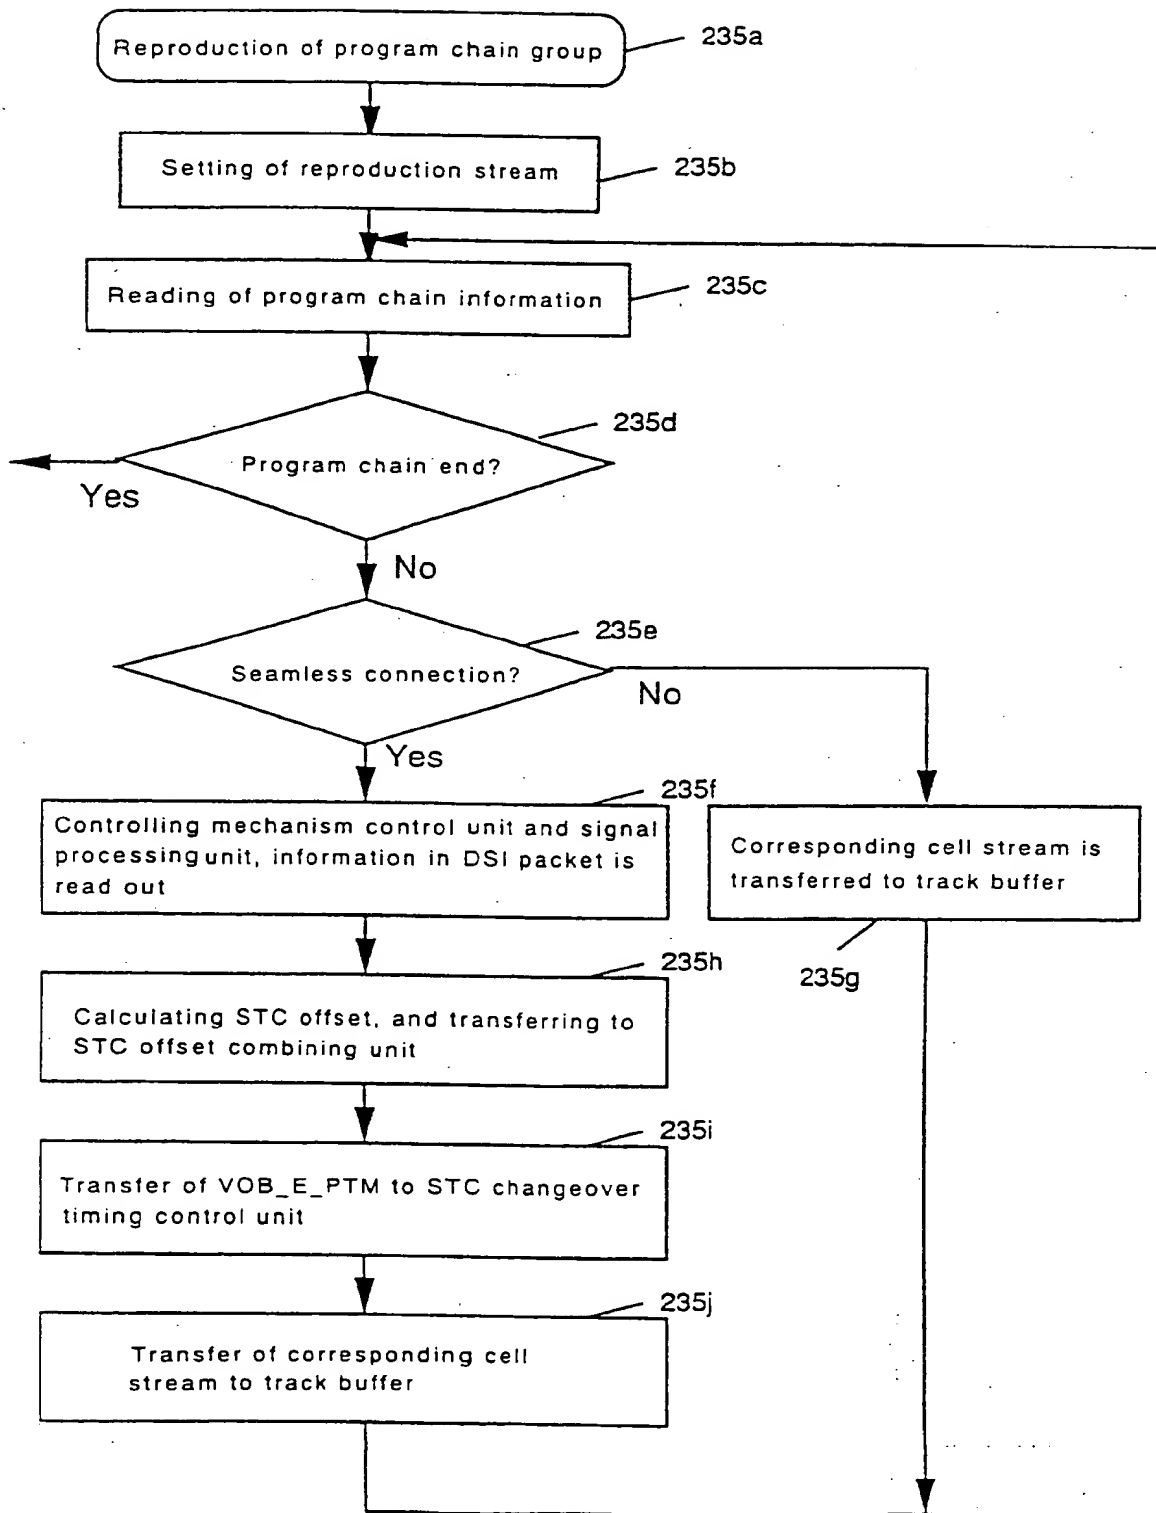 Reproduction of program chain group
235a
Setting of reproduction stream
235b
Reading of program chain information
235c
235d
Program chain end?
Yes
No
235e
Seamless connection?
No
Yes
235f
Controlling mechanism control unit and signal
processing unit, information in DSI packet is
read out
Corresponding cell stream is
transferred to track buffer
235g
235h
Calculating STC offset, and transferring to
STC offset combining unit
235i
Transfer of VOB_E_PTM to STC changeover
timing control unit
235j
Transfer of corresponding cell
stream to track buffer